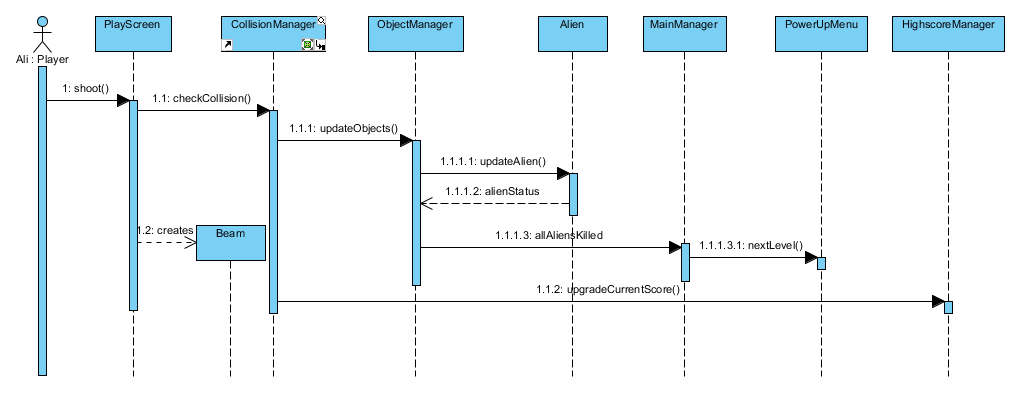 PlayScreen
CollisionManager
ObjectManager
Alien
MainManager
PowerUpMenu
HighscoreManager
Ali : Player
1: shoot()
1.1: checkCollision()
1.1.1: updateObjects()
1.1.1.1: updateAlien()
1.1.1.2: alienStatus
1.2: creates
Beam
1.1.1.3: allAliensKilled
1.1.1.3.1: nextLevel()
1.1.2: upgradeCurrentScore()